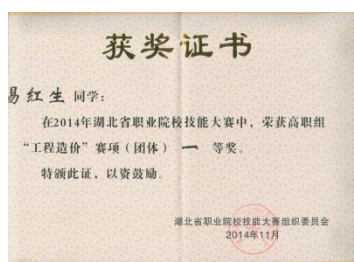 获奖证书
易红生 同学：
在2014年湖北省职业院校技能大赛中，荣获高职组
“工程造价”赛项（团体） 一 等奖。
特颁此证，以资鼓励。
湖北省职业院校技能大赛组织委员会
2014年11月